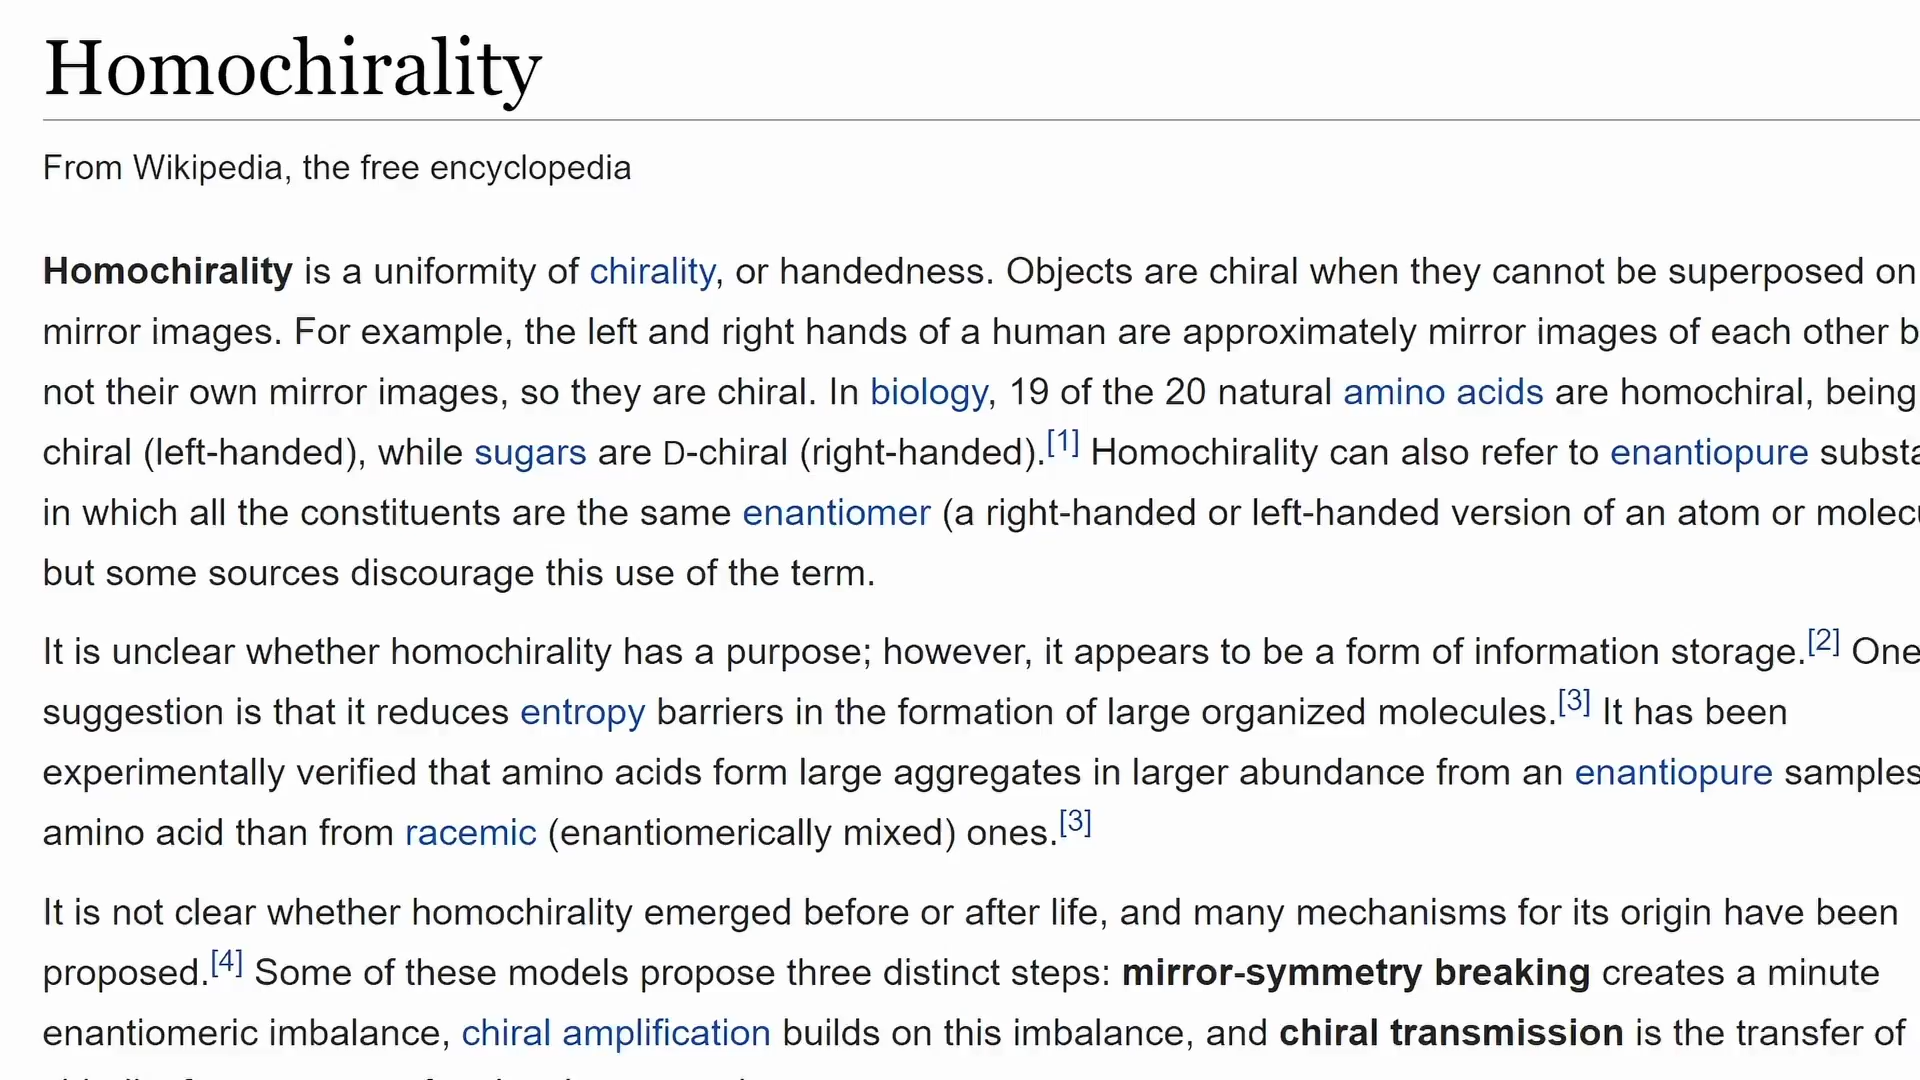 Homochirality
From Wikipedia, the free encyclopedia
Homochirality is a uniformity of chirality, or handedness. Objects are chiral when they cannot be superposed on
mirror images. For example, the left and right hands of a human are approximately mirror images of each other
not their own mirror images, so they are chiral. In biology, 19 of the 20 natural amino acids are homochiral, being
chiral (left-handed), while sugars are D-chiral (right-handed).[1] Homochirality can also refer to enantiopure
in which all the constituents are the same enantiomer (a right-handed or left-handed version of an atom or
but some sources discourage this use of the term.
It is unclear whether homochirality has a purpose; however, it appears to be a form of information storage.[2] One
suggestion is that it reduces entropy barriers in the formation of large organized molecules.[3] It has been
experimentally verified that amino acids form large aggregates in larger abundance from an enantiopure samples
amino acid than from racemic (enantiomerically mixed) ones.[3]
It is not clear whether homochirality emerged before or after life, and many mechanisms for its origin have been
proposed.[4] Some of these models propose three distinct steps: mirror-symmetry breaking creates a minute
enantiomeric imbalance, chiral amplification builds on this imbalance, and chiral transmission is the transfer of